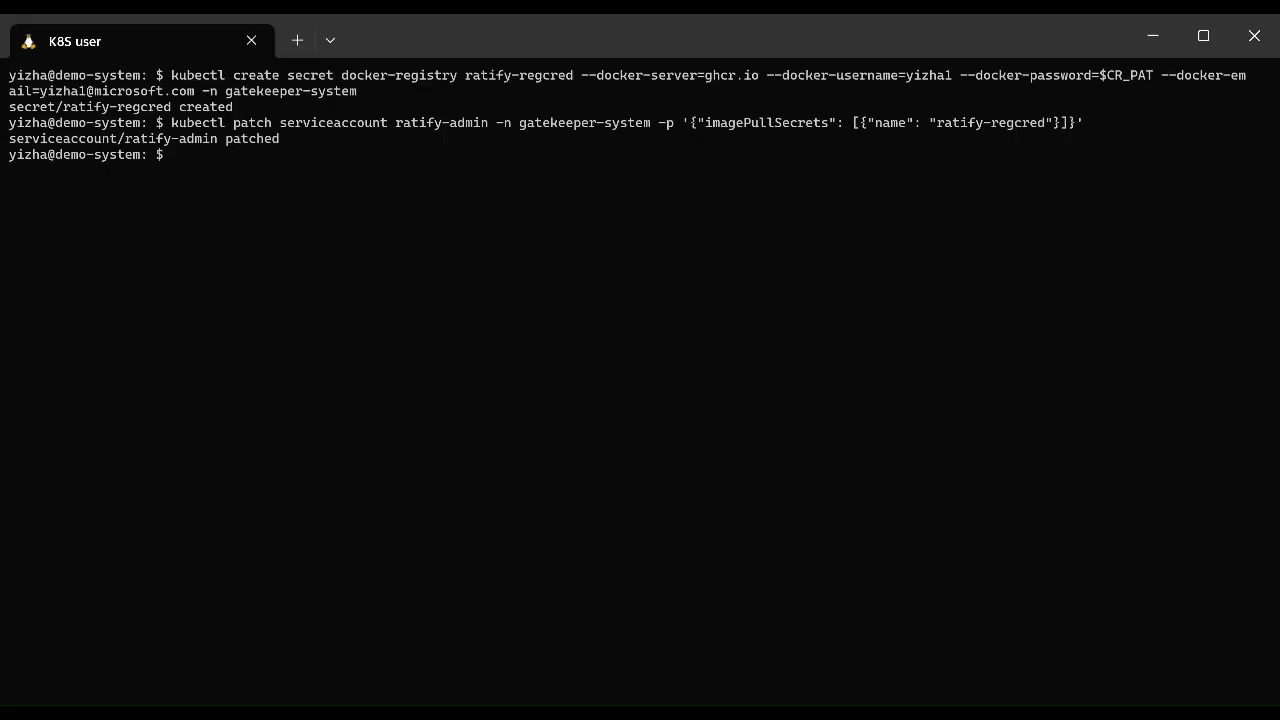 K8S user
yizha@demo-system: $ kubectl create secret docker-registry ratify-regcred --docker-server=ghcr.io --docker-username=yizha1 --docker-password=$CR_PAT --docker-em
ail=yizha1@microsoft.com -n gatekeeper-system
secret/ratify-regcred created
yizha@demo-system: $ kubectl patch serviceaccount ratify-admin -n gatekeeper-system -p '{"imagePullSecrets": [{"name": "ratify-regcred"}]}'
serviceaccount/ratify-admin patched
yizha@demo-system: $